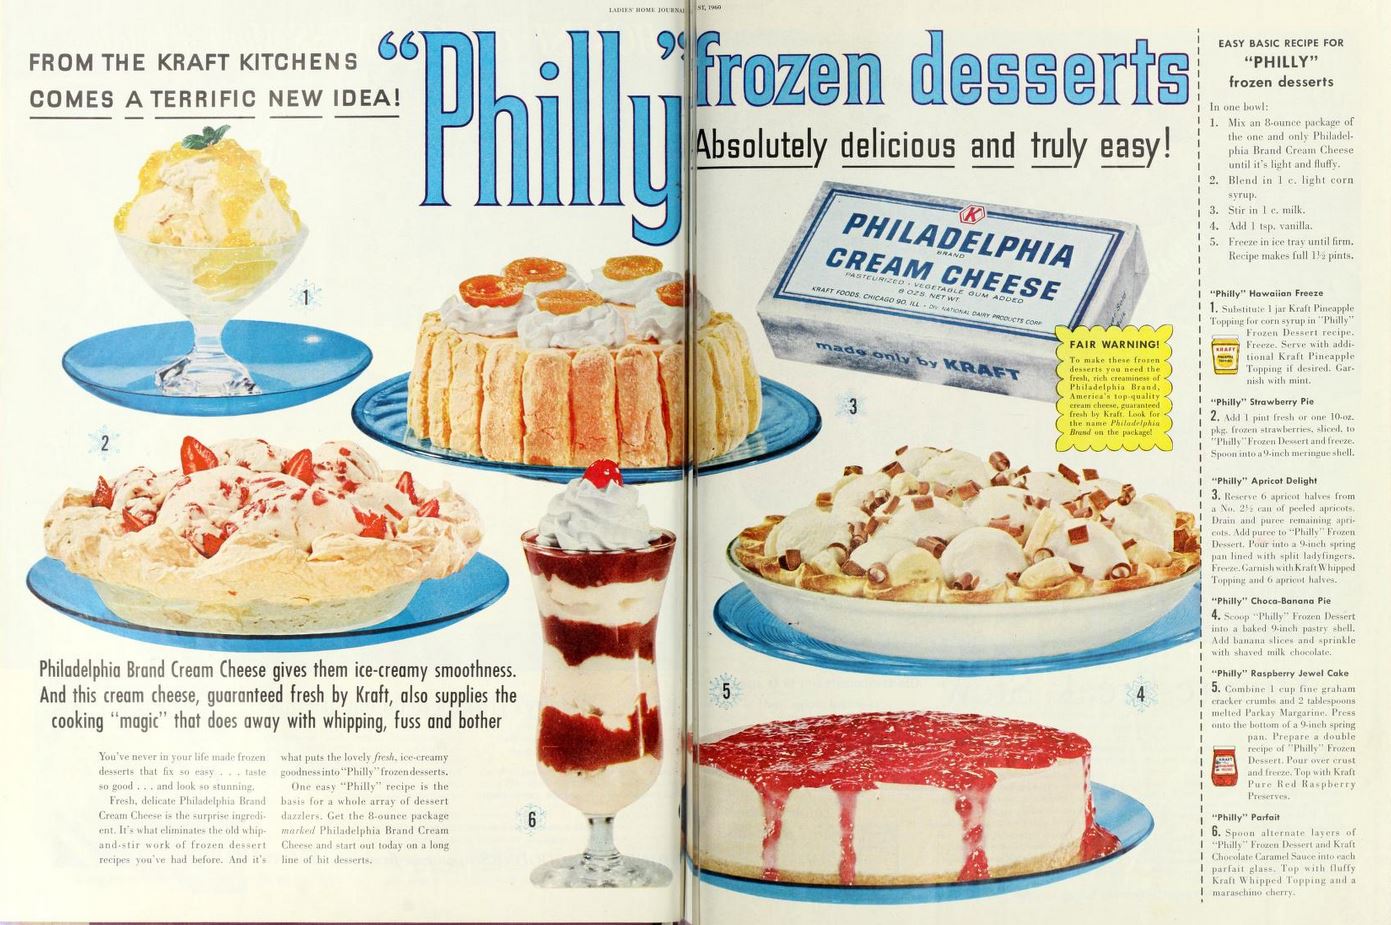 LADIES' HOME JOURNAL
ST, 1960
FROM THE KRAFT KITCHENS
COMES A TERRIFIC NEW IDEA!
“Philly” frozen desserts
Absolutely delicious and truly easy!
K
PHILADELPHIA
BRAND
CREAM CHEESE
PASTEURIZED • VEGETABLE GUM ADDED
8 OZS. NET WT.
KRAFT FOODS, CHICAGO 90, ILL. • DIV. NATIONAL DAIRY PRODUCTS CORP.
made only by KRAFT
FAIR WARNING!
To make these frozen
desserts you need the
fresh, rich creaminess of
Philadelphia Brand,
America's top-quality
cream cheese, guaranteed
fresh by Kraft. Look for
the name Philadelphia
Brand on the package!
1
2
3
4
5
6
Philadelphia Brand Cream Cheese gives them ice-creamy smoothness.
And this cream cheese, guaranteed fresh by Kraft, also supplies the
cooking “magic” that does away with whipping, fuss and bother
You've never in your life made frozen
desserts that fix so easy . . . taste
so good . . . and look so stunning.
Fresh, delicate Philadelphia Brand
Cream Cheese is the surprise ingredi-
ent. It's what eliminates the old whip-
and-stir work of frozen dessert
recipes you've had before. And it's
what puts the lovely fresh, ice-creamy
goodness into “Philly” frozen desserts.
One easy “Philly” recipe is the
basis for a whole array of dessert
dazzlers. Get the 8-ounce package
marked Philadelphia Brand Cream
Cheese and start out today on a long
line of hit desserts.
EASY BASIC RECIPE FOR
“PHILLY”
frozen desserts
In one bowl:
1. Mix an 8-ounce package of
the one and only Philadel-
phia Brand Cream Cheese
until it's light and fluffy.
2. Blend in 1 c. light corn
syrup.
3. Stir in 1 c. milk.
4. Add 1 tsp. vanilla.
5. Freeze in ice tray until firm.
Recipe makes full 1½ pints.
“Philly” Hawaiian Freeze
1. Substitute 1 jar Kraft Pineapple
Topping for corn syrup in “Philly”
Frozen Dessert recipe.
Freeze. Serve with addi-
tional Kraft Pineapple
Topping if desired. Gar-
nish with mint.
KRAFT
“Philly” Strawberry Pie
2. Add 1 pint fresh or one 10-oz.
pkg. frozen strawberries, sliced, to
“Philly” Frozen Dessert and freeze.
Spoon into a 9-inch meringue shell.
“Philly” Apricot Delight
3. Reserve 6 apricot halves from
a No. 2½ can of peeled apricots.
Drain and puree remaining apri-
cots. Add puree to “Philly” Frozen
Dessert. Pour into a 9-inch spring
pan lined with split ladyfingers.
Freeze. Garnish with Kraft Whipped
Topping and 6 apricot halves.
“Philly” Choco-Banana Pie
4. Scoop “Philly” Frozen Dessert
into a baked 9-inch pastry shell.
Add banana slices and sprinkle
with shaved milk chocolate.
“Philly” Raspberry Jewel Cake
5. Combine 1 cup fine graham
cracker crumbs and 2 tablespoons
melted Parkay Margarine. Press
onto the bottom of a 9-inch spring
pan. Prepare a double
recipe of “Philly” Frozen
Dessert. Pour over crust
and freeze. Top with Kraft
Pure Red Raspberry
Preserves.
KRAFT
“Philly” Parfait
6. Spoon alternate layers of
“Philly” Frozen Dessert and Kraft
Chocolate Caramel Sauce into each
parfait glass. Top with fluffy
Kraft Whipped Topping and a
maraschino cherry.